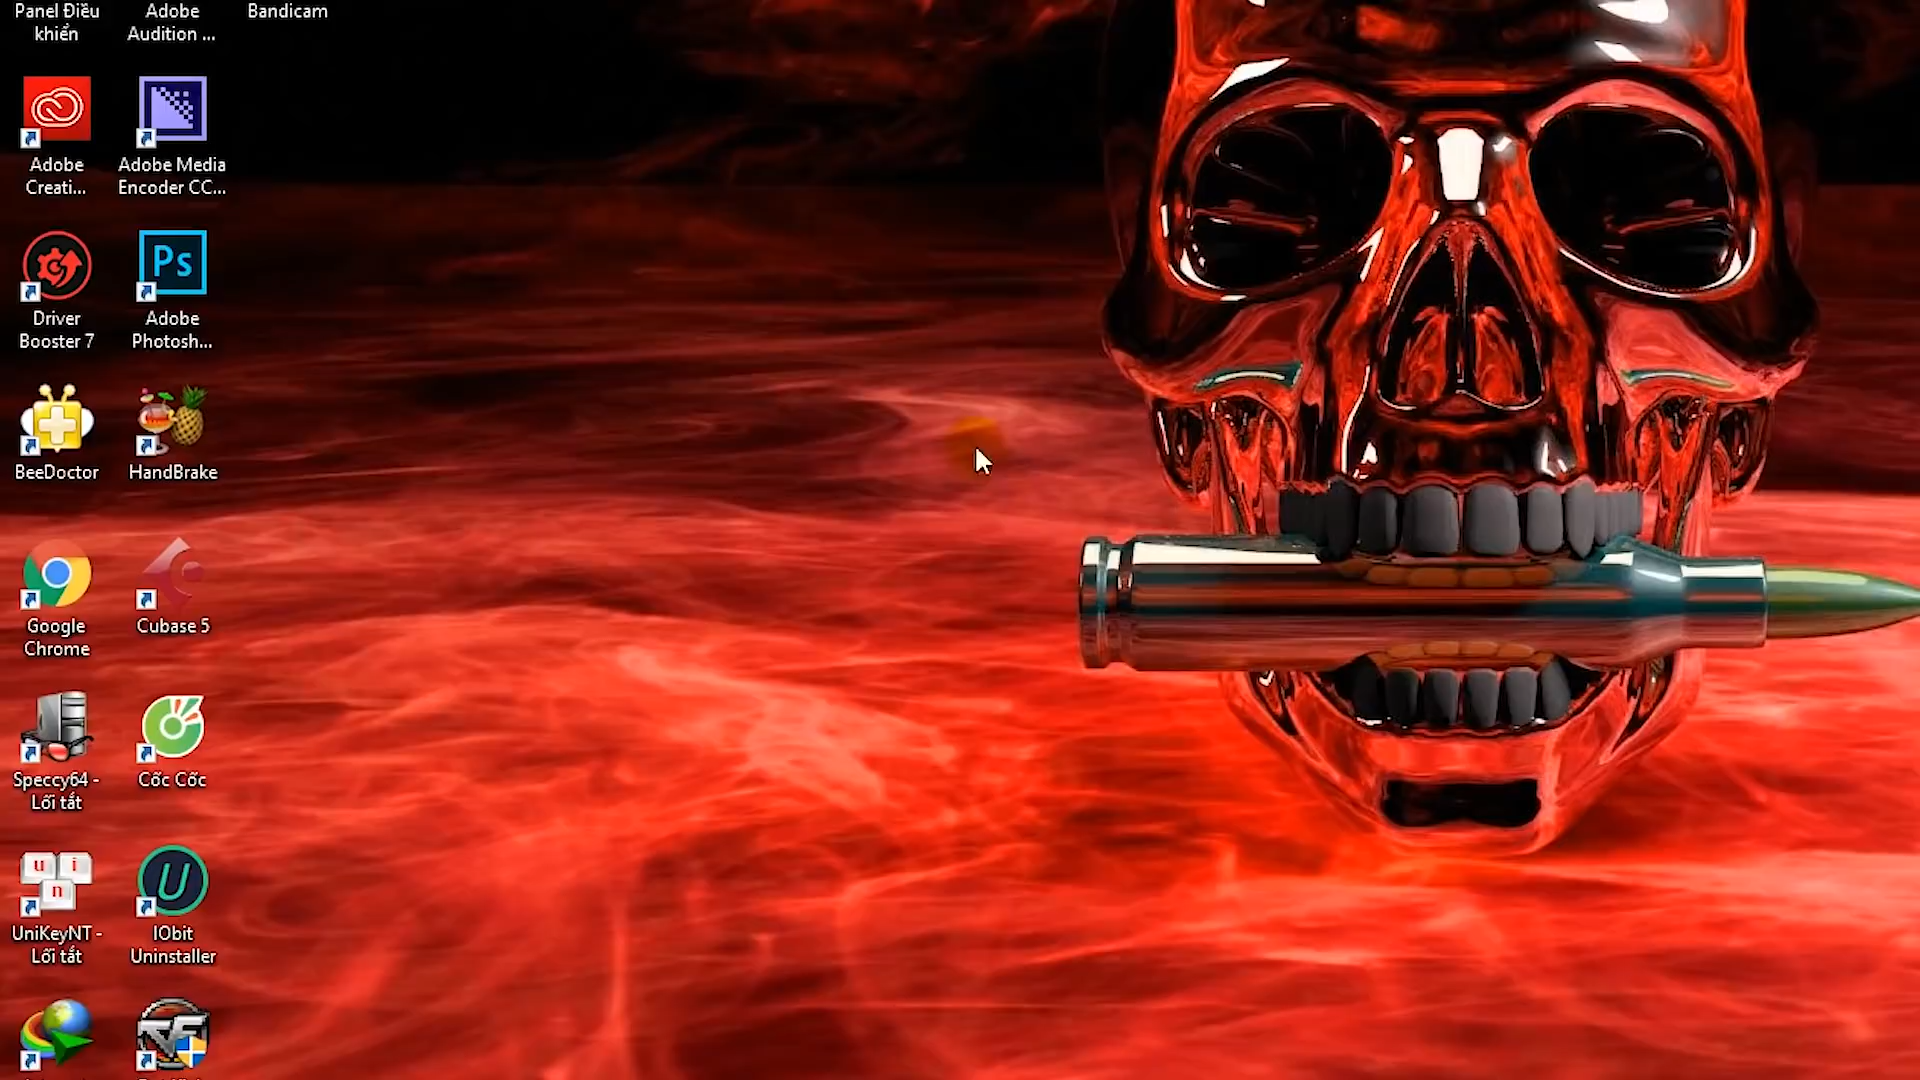 Panel Điều
khiển
Adobe
Audition ...
Bandicam
Adobe
Creati...
Adobe Media
Encoder CC...
Driver
Booster 7
Ps
Adobe
Photosh...
BeeDoctor
HandBrake
Google
Chrome
Cubase 5
Speccy64 -
Lối tắt
Cốc Cốc
u i
n
UniKeyNT -
Lối tắt
U
IObit
Uninstaller